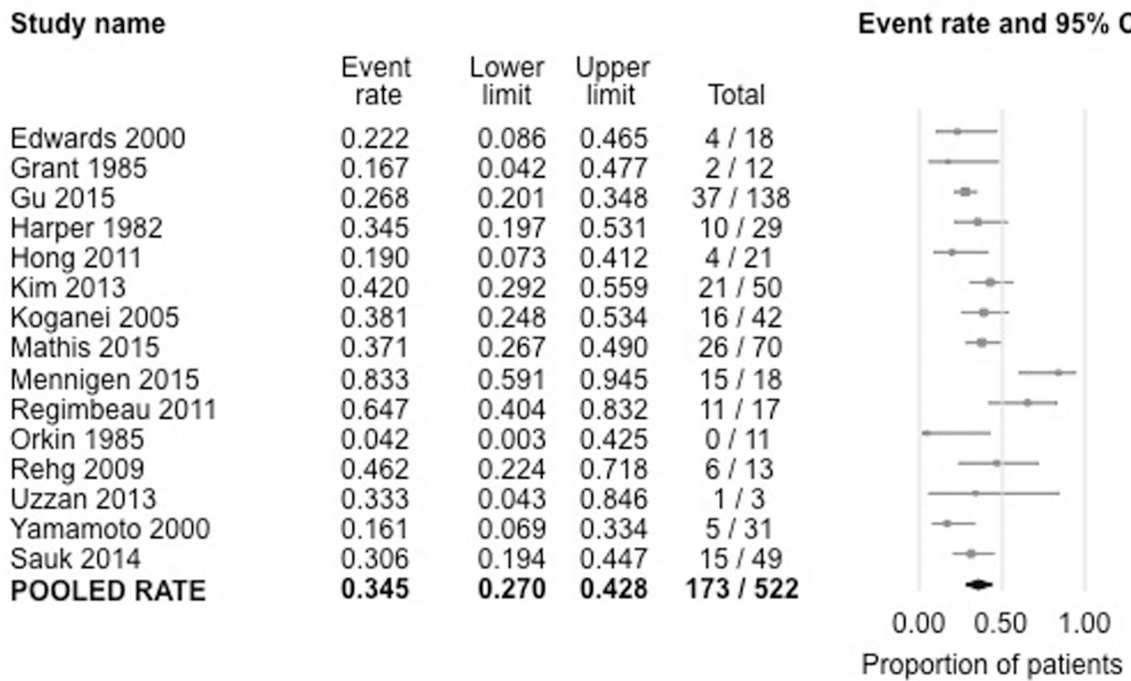 Study name Event rate and 95% C
Event rate Lower limit Upper limit Total
Edwards 2000 0.222 0.086 0.465 4 / 18
Grant 1985 0.167 0.042 0.477 2 / 12
Gu 2015 0.268 0.201 0.348 37 / 138
Harper 1982 0.345 0.197 0.531 10 / 29
Hong 2011 0.190 0.073 0.412 4 / 21
Kim 2013 0.420 0.292 0.559 21 / 50
Koganei 2005 0.381 0.248 0.534 16 / 42
Mathis 2015 0.371 0.267 0.490 26 / 70
Mennigen 2015 0.833 0.591 0.945 15 / 18
Regimbeau 2011 0.647 0.404 0.832 11 / 17
Orkin 1985 0.042 0.003 0.425 0 / 11
Rehg 2009 0.462 0.224 0.718 6 / 13
Uzzan 2013 0.333 0.043 0.846 1 / 3
Yamamoto 2000 0.161 0.069 0.334 5 / 31
Sauk 2014 0.306 0.194 0.447 15 / 49
POOLED RATE 0.345 0.270 0.428 173 / 522
0.00 0.50 1.00
Proportion of patients